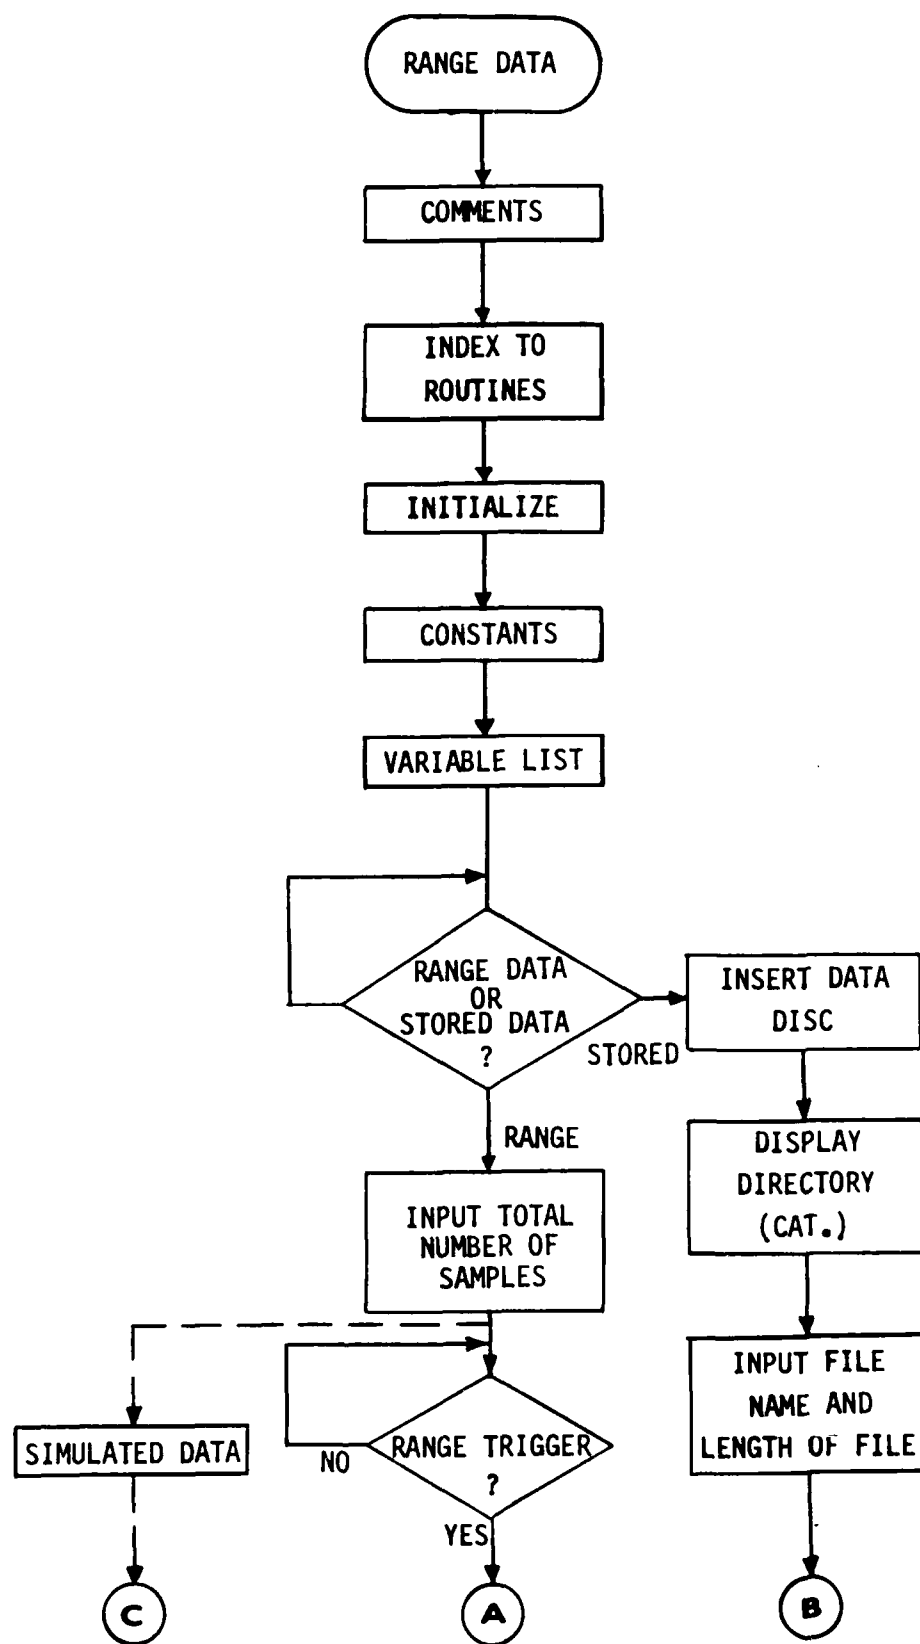 RANGE DATA
COMMENTS
INDEX TO
ROUTINES
INITIALIZE
CONSTANTS
VARIABLE LIST
RANGE DATA
OR
STORED DATA
?
STORED
INSERT DATA
DISC
RANGE
DISPLAY
DIRECTORY
(CAT.)
INPUT TOTAL
NUMBER OF
SAMPLES
INPUT FILE
NAME AND
LENGTH OF FILE
SIMULATED DATA
NO
RANGE TRIGGER
?
YES
C
A
B